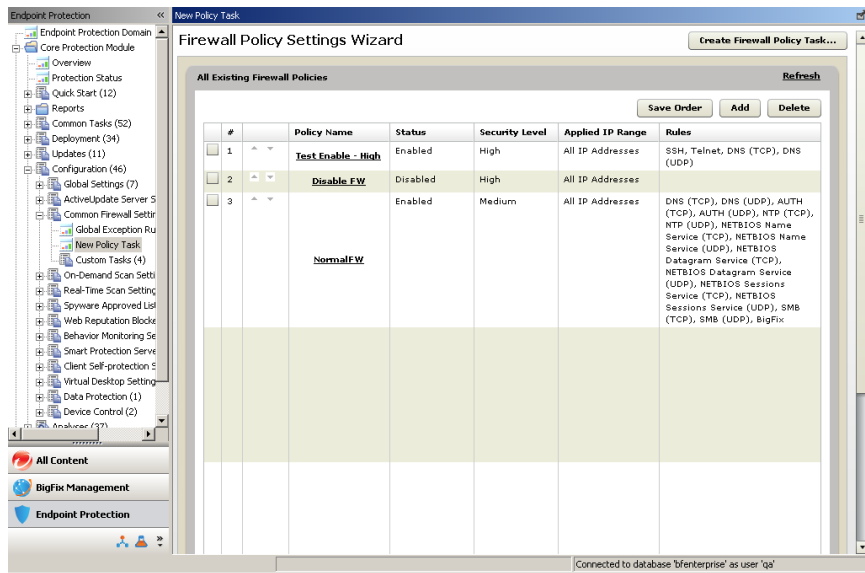 Endpoint Protection «
Endpoint Protection Domain
Core Protection Module
Overview
Protection Status
Quick Start (12)
Reports
Common Tasks (52)
Deployment (34)
Updates (11)
Configuration (46)
Global Settings (7)
ActiveUpdate Server S
Common Firewall Settin
Global Exception Ru
New Policy Task
Custom Tasks (4)
On-Demand Scan Setti
Real-Time Scan Setting
Spyware Approved List
Web Reputation Blocke
Behavior Monitoring Se
Smart Protection Serve
Client Self-protection S
Virtual Desktop Setting
Data Protection (1)
Device Control (2)
Analyses (37)
All Content
BigFix Management
Endpoint Protection
New Policy Task
Firewall Policy Settings Wizard
Create Firewall Policy Task...
All Existing Firewall Policies
Refresh
Save Order
Add
Delete
# Policy Name Status Security Level Applied IP Range Rules
1 Test Enable - High Enabled High All IP Addresses SSH, Telnet, DNS (TCP), DNS
(UDP)
2 Disable FW Disabled High All IP Addresses
3 NormalFW Enabled Medium All IP Addresses DNS (TCP), DNS (UDP), AUTH
(TCP), AUTH (UDP), NTP (TCP),
NTP (UDP), NETBIOS Name
Service (TCP), NETBIOS Name
Service (UDP), NETBIOS
Datagram Service (TCP),
NETBIOS Datagram Service
(UDP), NETBIOS Sessions
Service (TCP), NETBIOS
Sessions Service (UDP), SMB
(TCP), SMB (UDP), BigFix
Connected to database 'bfenterprise' as user 'qa'